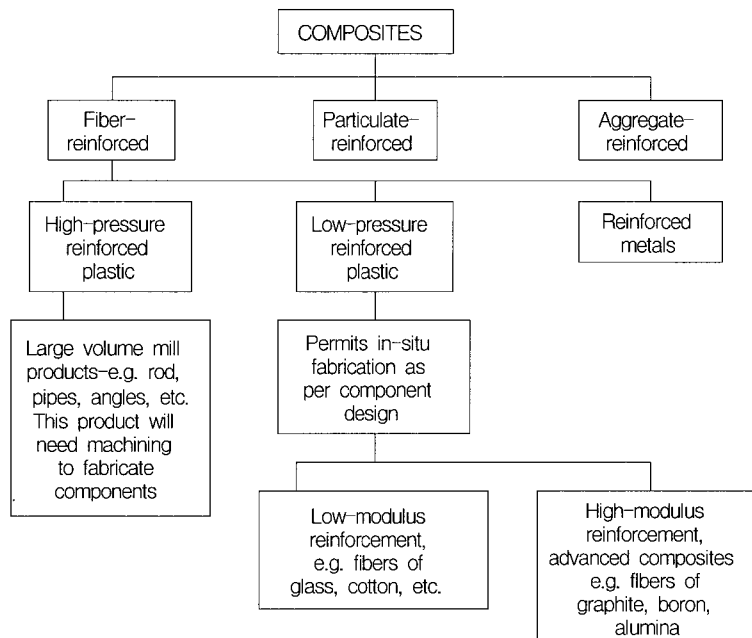 COMPOSITES
Fiber-
reinforced
Particulate-
reinforced
Aggregate-
reinforced
High-pressure
reinforced
plastic
Low-pressure
reinforced
plastic
Reinforced
metals
Large volume mill
products-e.g. rod,
pipes, angles, etc.
This product will
need machining
to fabricate
components
Permits in-situ
fabrication as
per component
design
Low-modulus
reinforcement,
e.g. fibers of
glass, cotton, etc.
High-modulus
reinforcement,
advanced composites
e.g. fibers of
graphite, boron,
alumina